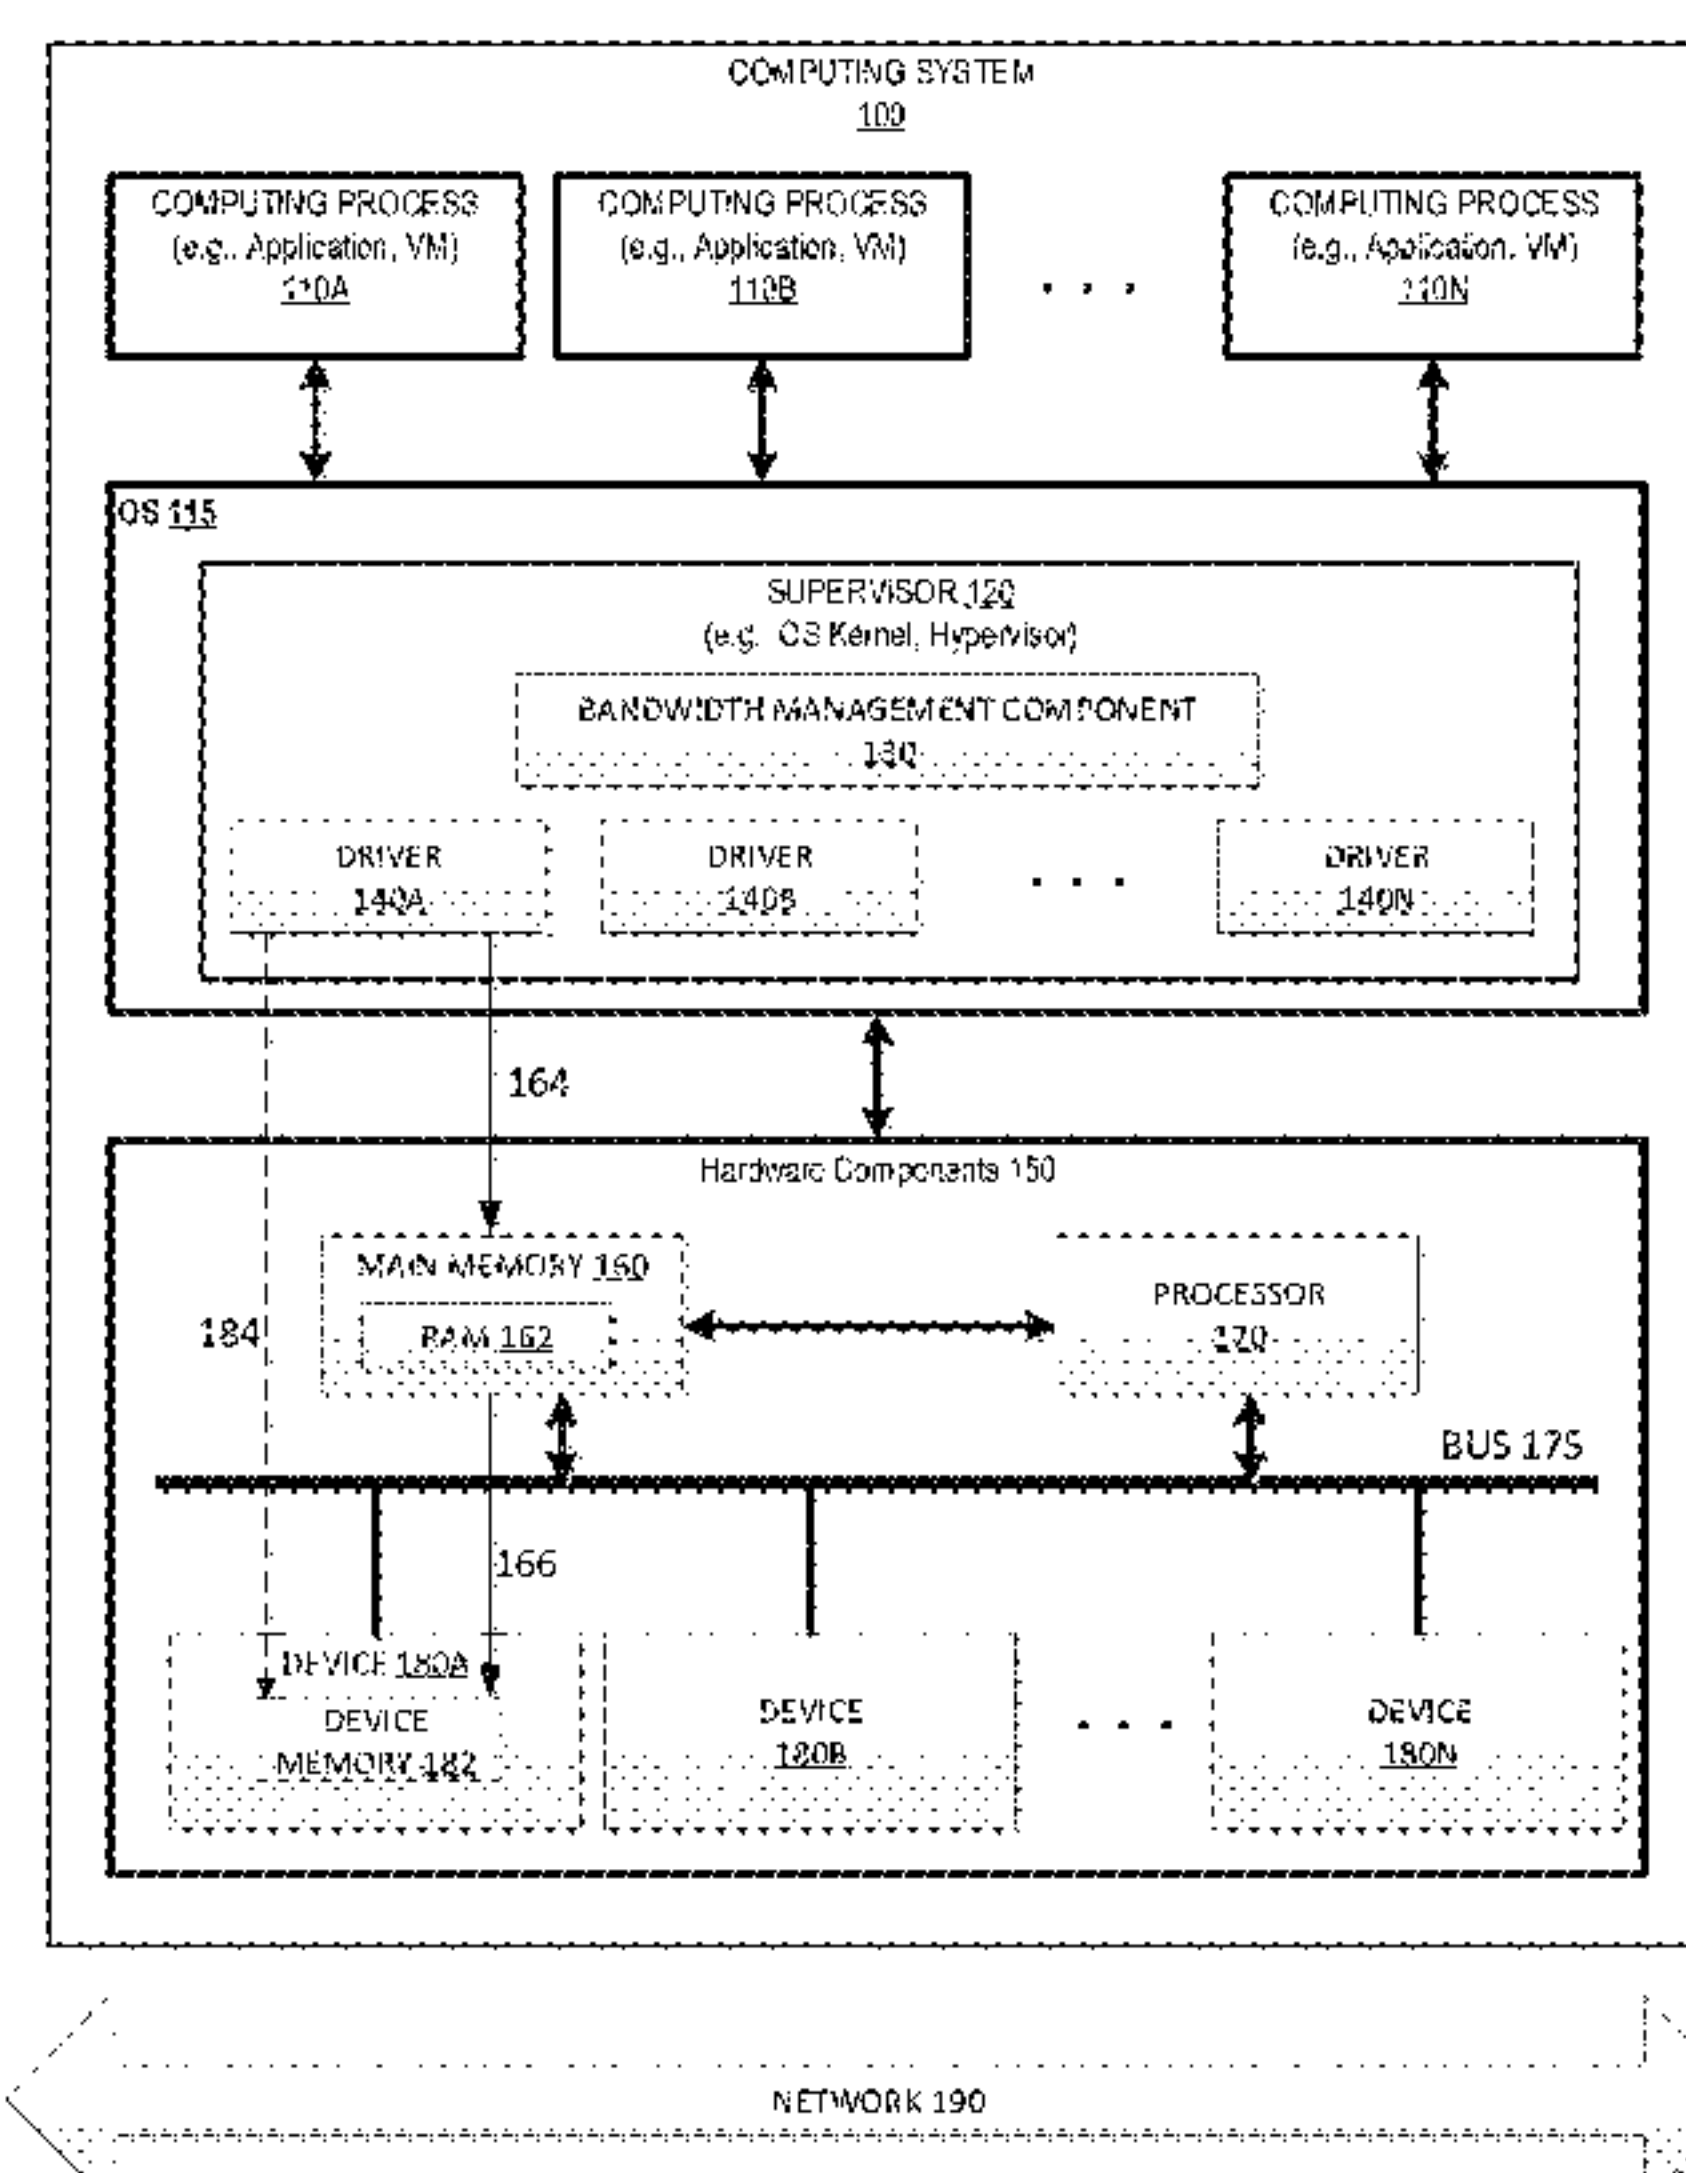 COMPUTING SYSTEM
100
COMPUTING PROCESS
(e.g., Application, VM)
110A
COMPUTING PROCESS
(e.g., Application, VM)
110B
. . .
COMPUTING PROCESS
(e.g., Application, VM)
110N
OS 115
SUPERVISOR 120
(e.g. OS Kernel, Hypervisor)
BANDWIDTH MANAGEMENT COMPONENT
130
DRIVER
140A
DRIVER
140B
. . .
DRIVER
140N
164
Hardware Components 150
MAIN MEMORY 160
RAM 162
PROCESSOR
170
184
BUS 175
166
DEVICE 180A
DEVICE
MEMORY 182
DEVICE
180B
. . .
DEVICE
180N
NETWORK 190